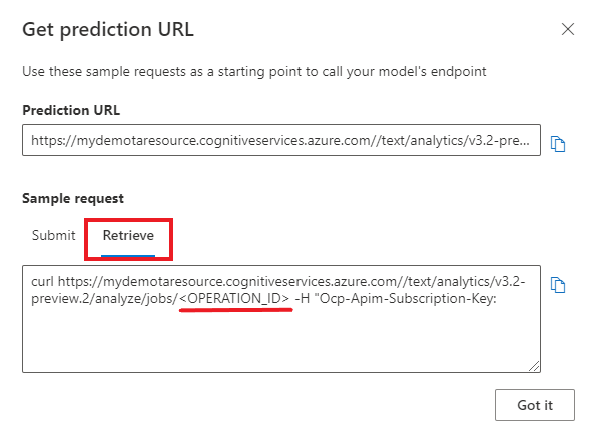 Get prediction URL
Use these sample requests as a starting point to call your model's endpoint
Prediction URL
https://mydemotaresource.cognitiveservices.azure.com//text/analytics/v3.2-pre...
Sample request
Submit Retrieve
curl https://mydemotaresource.cognitiveservices.azure.com//text/analytics/v3.2-
preview.2/analyze/jobs/<OPERATION_ID> -H "Ocp-Apim-Subscription-Key:
Got it